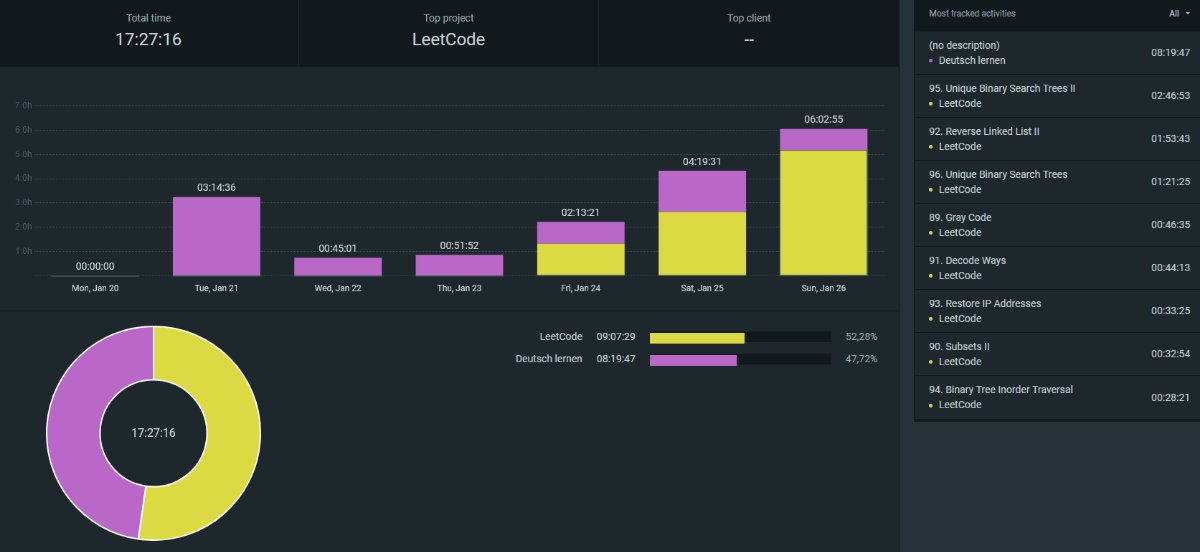 Total time
17:27:16
Top project
LeetCode
Top client
--
7.0h
6.0h
5.0h
4.0h
3.0h
2.0h
1.0h
00:00:00
03:14:36
00:45:01
00:51:52
02:13:21
04:19:31
06:02:55
Mon, Jan 20
Tue, Jan 21
Wed, Jan 22
Thu, Jan 23
Fri, Jan 24
Sat, Jan 25
Sun, Jan 26
17:27:16
LeetCode 09:07:29 52,28%
Deutsch lernen 08:19:47 47,72%
Most tracked activities All
(no description)
Deutsch lernen
08:19:47
95. Unique Binary Search Trees II
LeetCode
02:46:53
92. Reverse Linked List II
LeetCode
01:53:43
96. Unique Binary Search Trees
LeetCode
01:21:25
89. Gray Code
LeetCode
00:46:35
91. Decode Ways
LeetCode
00:44:13
93. Restore IP Addresses
LeetCode
00:33:25
90. Subsets II
LeetCode
00:32:54
94. Binary Tree Inorder Traversal
LeetCode
00:28:21